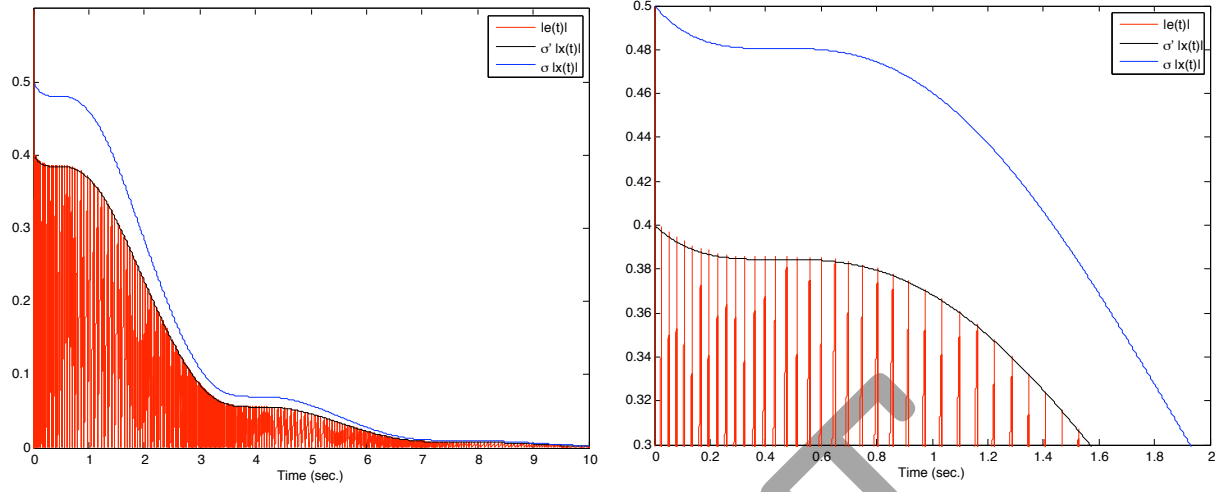 |e(t)|
σ' |x(t)|
σ |x(t)|
0.5
0.4
0.3
0.2
0.1
0
0 1 2 3 4 5 6 7 8 9 10
Time (sec.)
|e(t)|
σ' |x(t)|
σ |x(t)|
0.5
0.48
0.46
0.44
0.42
0.4
0.38
0.36
0.34
0.32
0.3
0 0.2 0.4 0.6 0.8 1 1.2 1.4 1.6 1.8 2
Time (sec.)